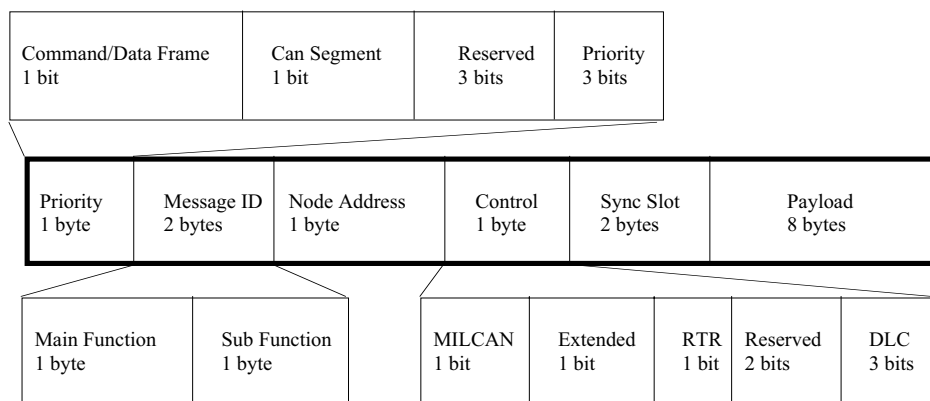 Command/Data Frame Can Segment Reserved Priority
1 bit 1 bit 3 bits 3 bits
Priority Message ID Node Address Control Sync Slot Payload
1 byte 2 bytes 1 byte 1 byte 2 bytes 8 bytes
Main Function Sub Function MILCAN Extended RTR Reserved DLC
1 byte 1 byte 1 bit 1 bit 1 bit 2 bits 3 bits